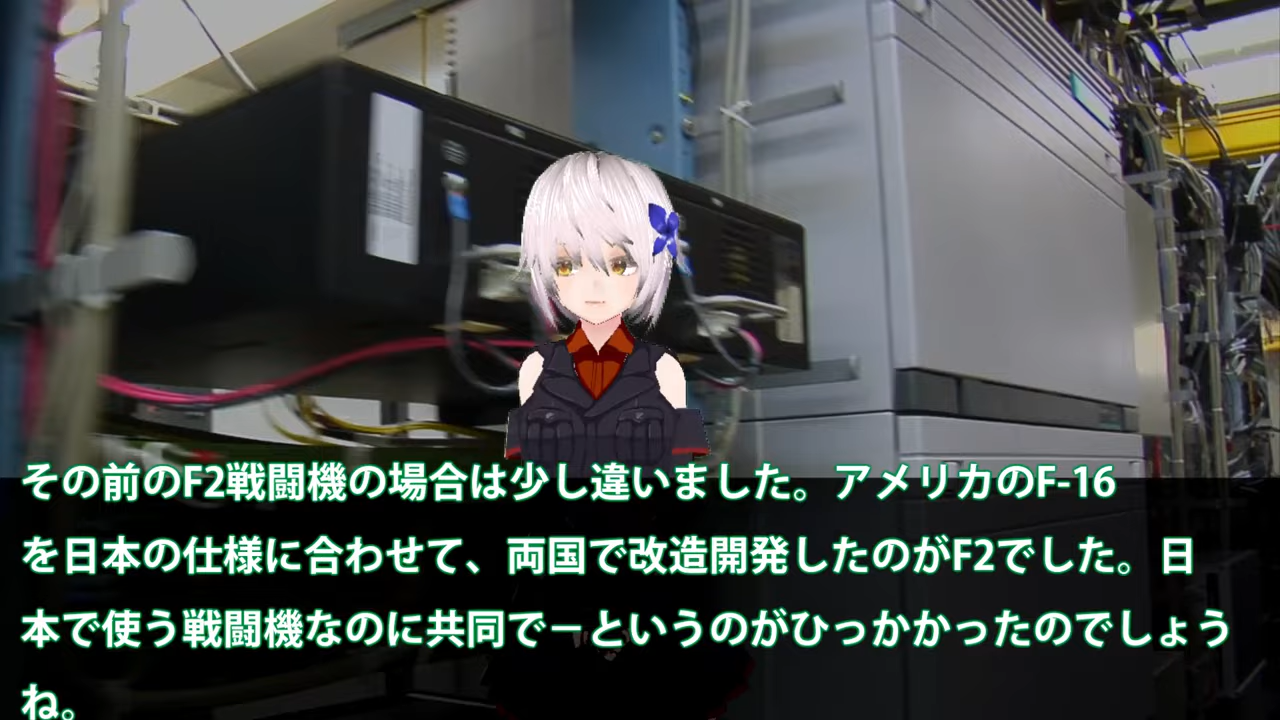 その前のF2戦闘機の場合は少し違いました。アメリカのF-16
を日本の仕様に合わせて、両国で改造開発したのがF2でした。 日
本で使う戦闘機なのに共同で－というのがひっかかったのでしょう
ね。